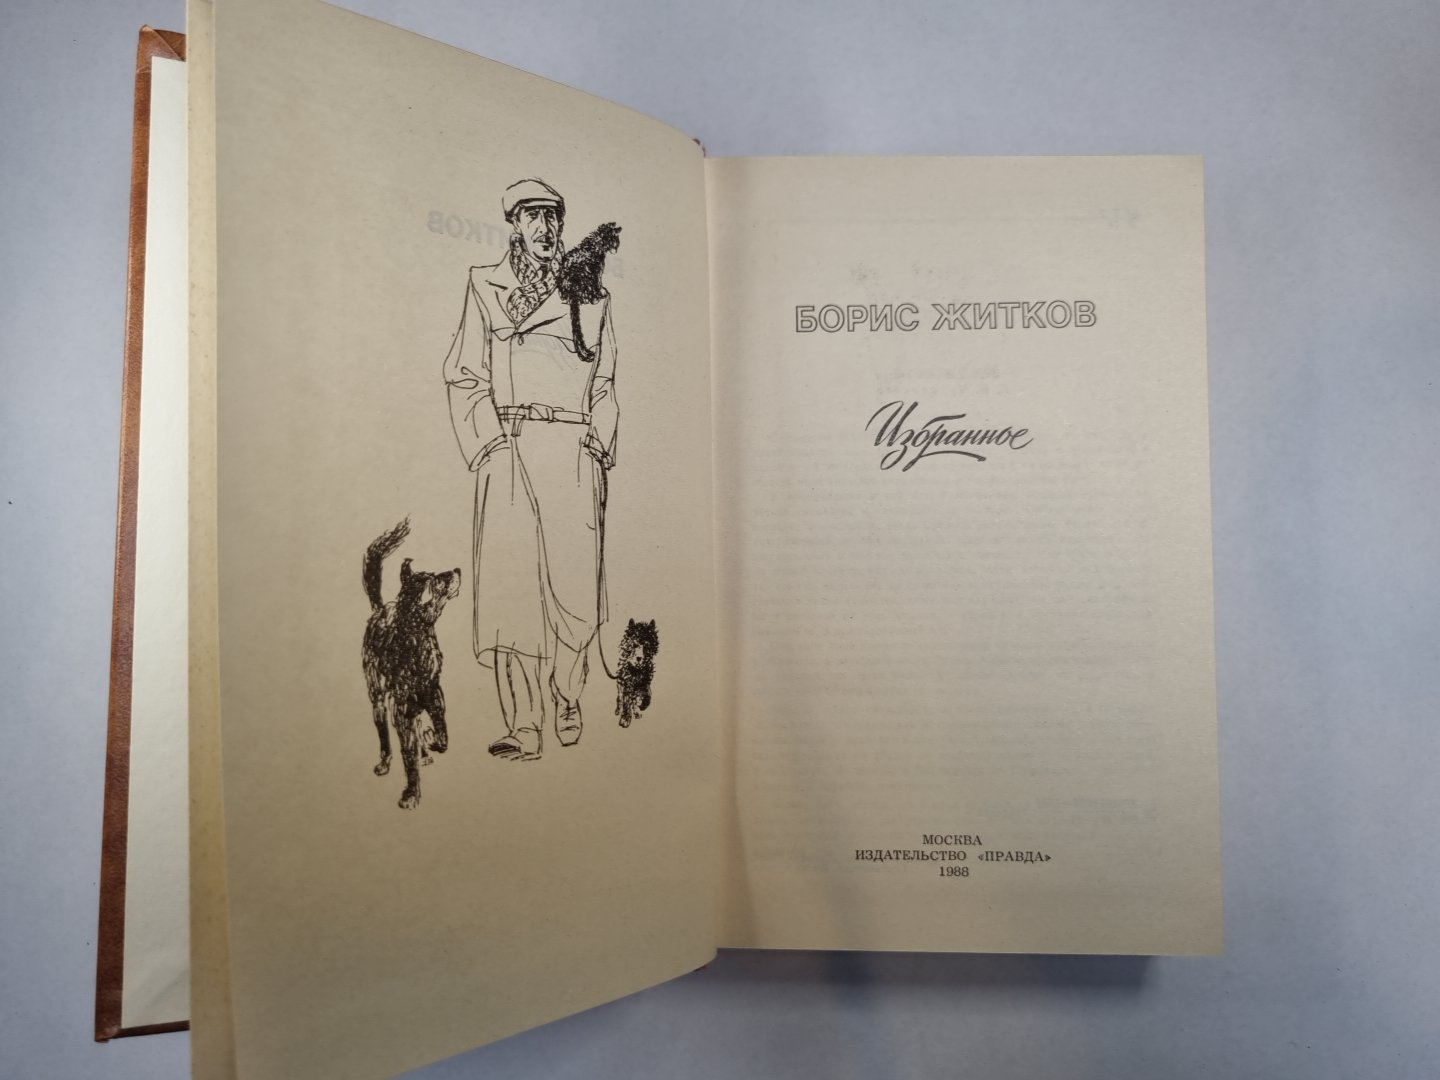 БОРИС ЖИТКОВ
Избранное
МОСКВА
ИЗДАТЕЛЬСТВО «ПРАВДА»
1988